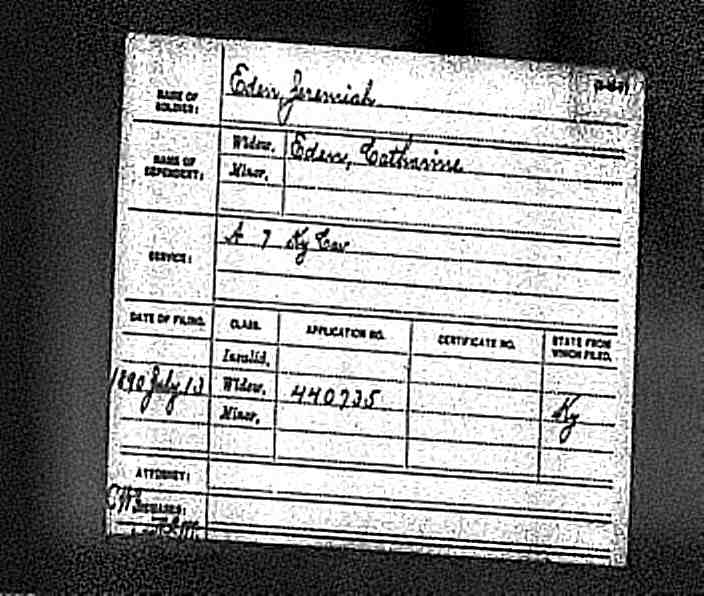 NAME OF SOLDIER:
Eden, Jeremiah
NAME OF DEPENDENT:
Widow, Eden, Catharine
Minor,
SERVICE:
A 7 Ky Cav
DATE OF FILING. CLASS. APPLICATION NO. CERTIFICATE NO. STATE FROM WHICH FILED.
Invalid,
1890 July 13 Widow, 440735 Ky
Minor,
ATTORNEY:
REMARKS: